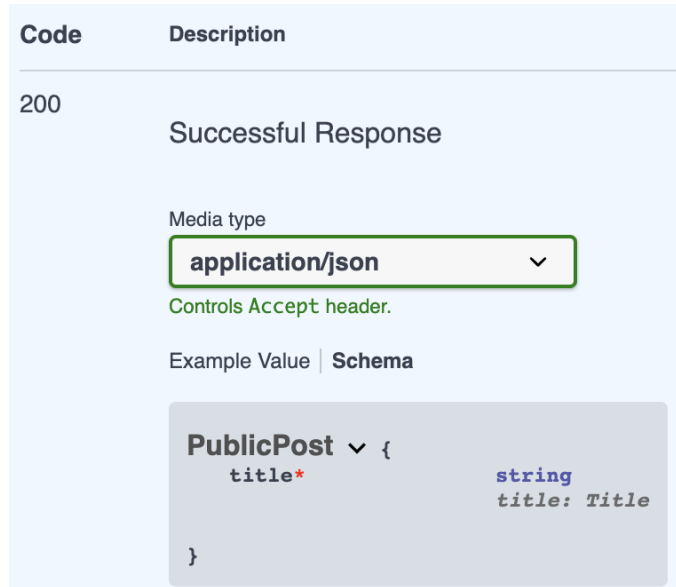 Code Description
200
Successful Response
Media type
application/json
Controls Accept header.
Example Value Schema
PublicPost {
title* string
title: Title
}